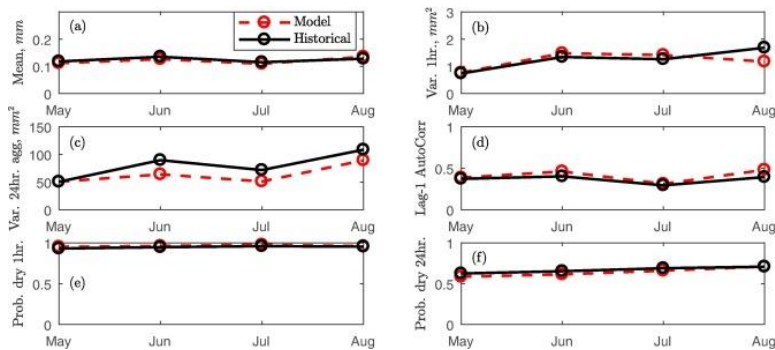 (a)
Model
Historical
Mean, mm
0.2
0.1
0
May Jun Jul Aug
(b)
Var. 1hr., mm²
3
2
1
0
May Jun Jul Aug
(c)
Var. 24hr. agg, mm²
150
100
50
0
May Jun Jul Aug
(d)
Lag-1 AutoCorr
1
0.5
0
May Jun Jul Aug
(e)
Prob. dry 1hr.
1
0.5
0
May Jun Jul Aug
(f)
Prob. dry 24hr.
1
0.5
0
May Jun Jul Aug